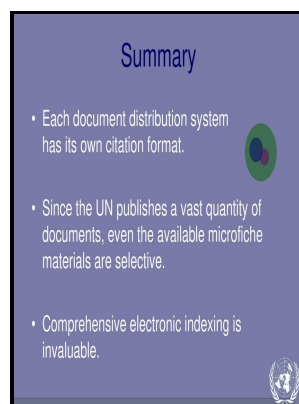 Summary
• Each document distribution system
has its own citation format.
• Since the UN publishes a vast quantity of
documents, even the available microfiche
materials are selective.
• Comprehensive electronic indexing is
invaluable.